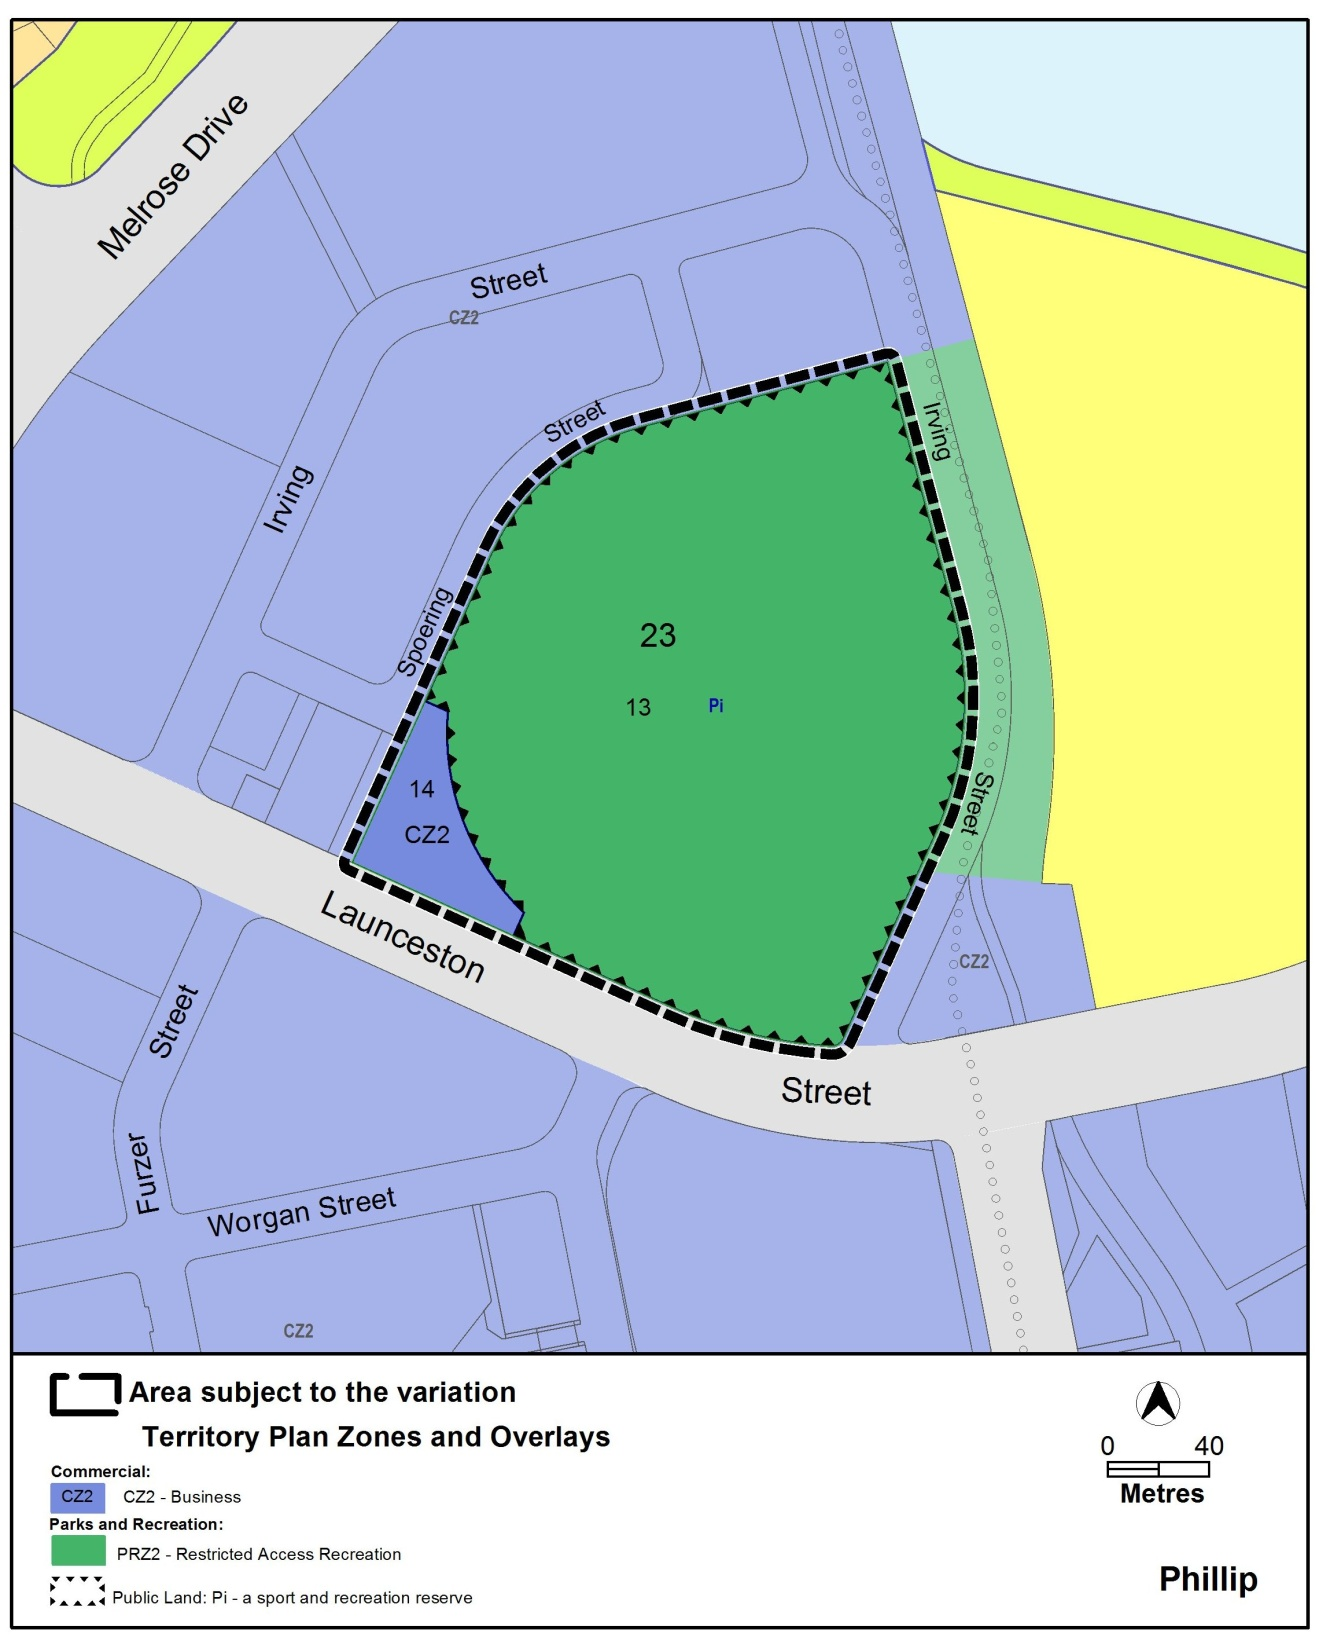 Melrose Drive
Street
CZ2
Street
Irving
Irving
Spoering
23
13 Pi
14
CZ2
Street
Launceston
CZ2
Street
Street
Furzer
Worgan Street
CZ2
Area subject to the variation
Territory Plan Zones and Overlays
Commercial:
CZ2 CZ2 - Business
Parks and Recreation:
PRZ2 - Restricted Access Recreation
Public Land: Pi - a sport and recreation reserve
0 40
Metres
Phillip